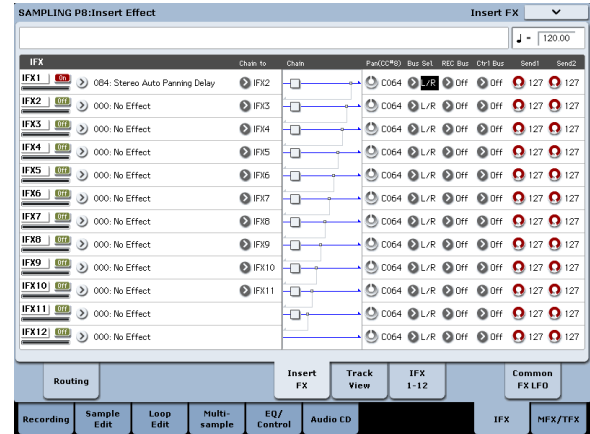 SAMPLING P8:Insert Effect Insert FX
♩= 120.00
IFX Chain to Chain Pan(CC#8) Bus Sel. REC Bus Ctrl Bus Send1 Send2
IFX1 On 084: Stereo Auto Panning Delay IFX2 C064 L/R Off Off 127 127
IFX2 Off 000: No Effect IFX3 C064 L/R Off Off 127 127
IFX3 Off 000: No Effect IFX4 C064 L/R Off Off 127 127
IFX4 Off 000: No Effect IFX5 C064 L/R Off Off 127 127
IFX5 Off 000: No Effect IFX6 C064 L/R Off Off 127 127
IFX6 Off 000: No Effect IFX7 C064 L/R Off Off 127 127
IFX7 Off 000: No Effect IFX8 C064 L/R Off Off 127 127
IFX8 Off 000: No Effect IFX9 C064 L/R Off Off 127 127
IFX9 Off 000: No Effect IFX10 C064 L/R Off Off 127 127
IFX10 Off 000: No Effect IFX11 C064 L/R Off Off 127 127
IFX11 Off 000: No Effect C064 L/R Off Off 127 127
IFX12 Off 000: No Effect C064 L/R Off Off 127 127
Routing Insert FX Track View IFX 1-12 Common FX LFO
Recording Sample Edit Loop Edit Multi-sample EQ/Control Audio CD IFX MFX/TFX